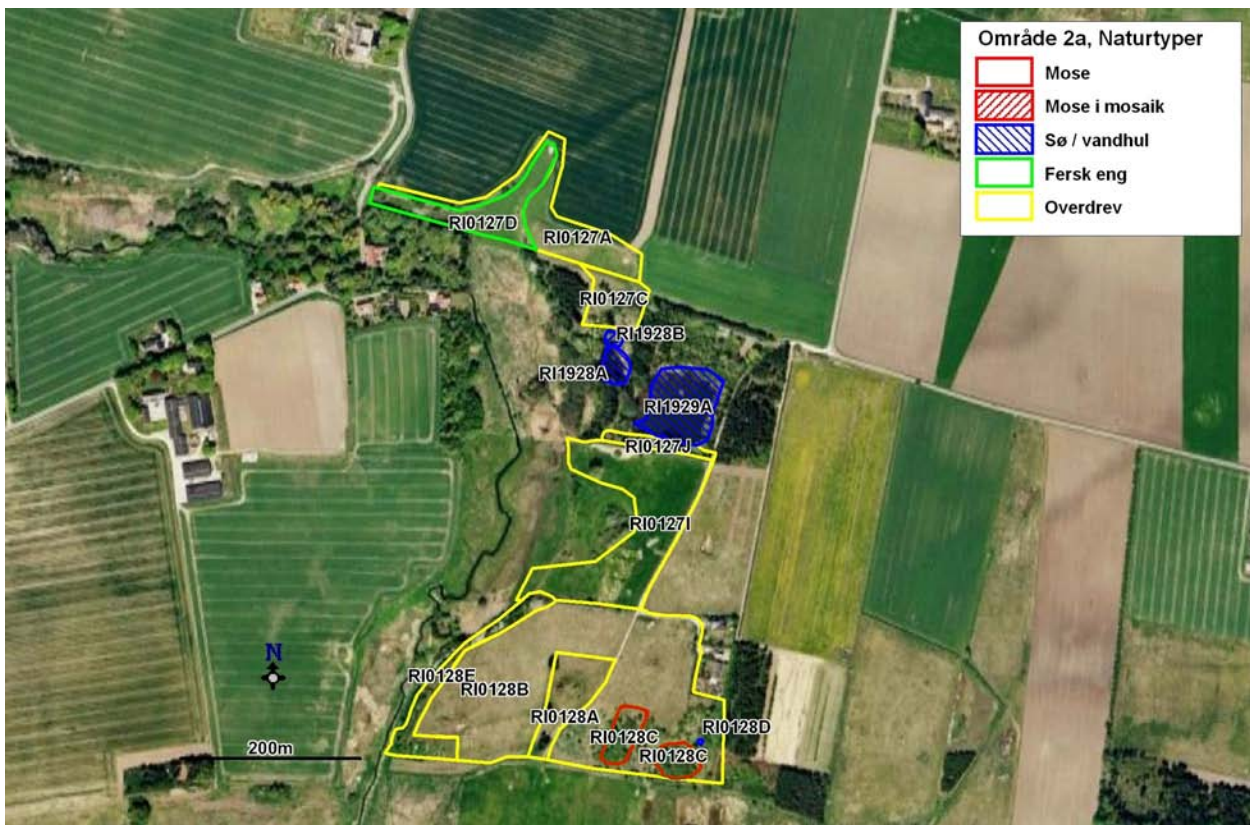 Område 2a, Naturtyper
Mose
Mose i mosaik
Sø / vandhul
Fersk eng
Overdrev
RI0127D
RI0127A
RI0127C
RI1928B
RI1928A
RI1929A
RI0127J
RI0127I
RI0128E
RI0128B
RI0128A
RI0128D
RI0128C
RI0128C
N
200m